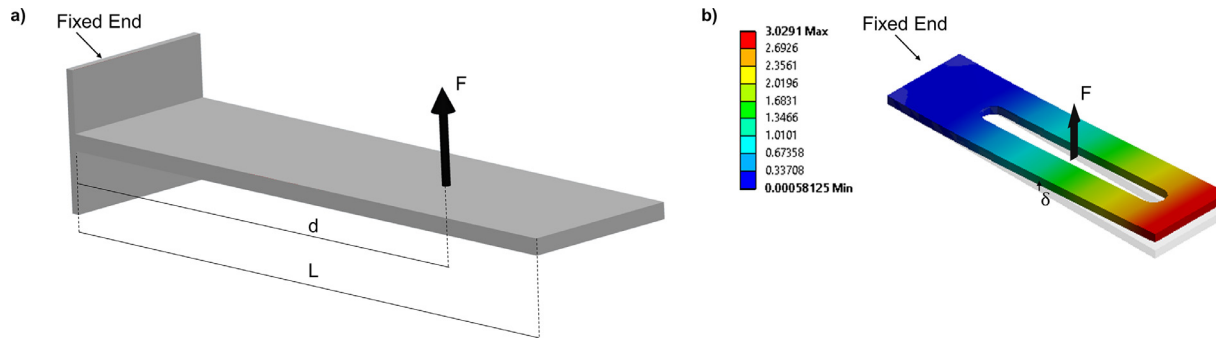 a)
Fixed End
F
d
L
b)
Fixed End
3.0291 Max
2.6926
2.3561
2.0196
1.6831
1.3466
1.0101
0.67358
0.33708
0.00058125 Min
F
δ